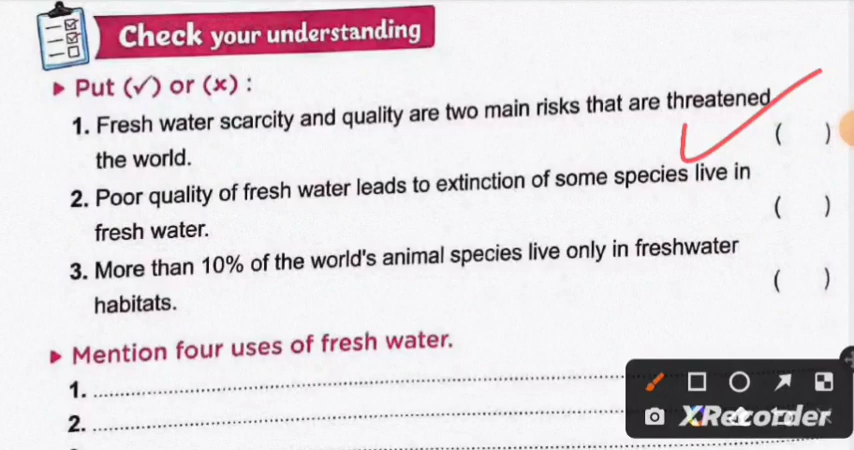 Check your understanding
▸ Put (✓) or (×) :
1. Fresh water scarcity and quality are two main risks that are threatened
the world. ( )
2. Poor quality of fresh water leads to extinction of some species live in
fresh water. ( )
3. More than 10% of the world's animal species live only in freshwater
habitats. ( )
▸ Mention four uses of fresh water.
1.
2.
XRecorder